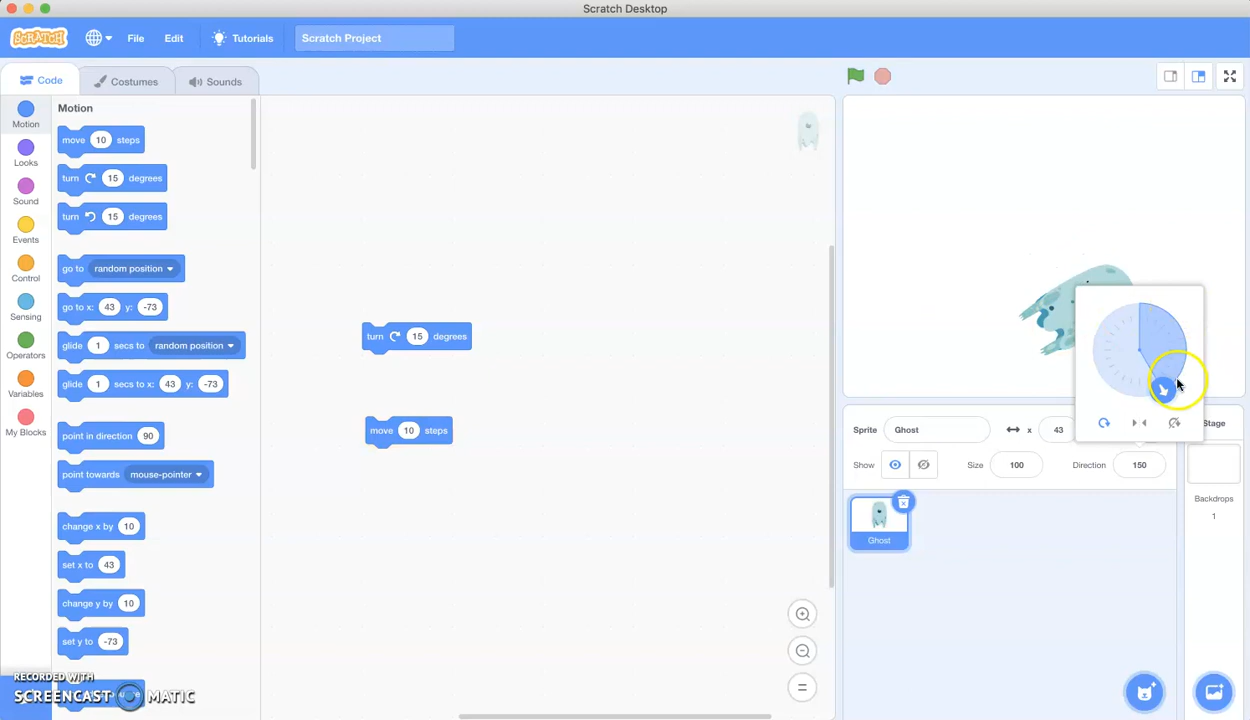 Scratch Desktop
SCRATCH File Edit Tutorials Scratch Project
Code Costumes Sounds
Motion
Looks
Sound
Events
Control
Sensing
Operators
Variables
My Blocks
Motion
move 10 steps
turn 15 degrees
turn 15 degrees
go to random position
go to x: 43 y: -73
glide 1 secs to random position
glide 1 secs to x: 43 y: -73
point in direction 90
point towards mouse-pointer
change x by 10
set x to 43
change y by 10
set y to -73
turn 15 degrees
move 10 steps
Sprite Ghost x 43
Show Size 100 Direction 150
Ghost
Stage
Backdrops
1
RECORDED WITH
SCREENCAST MATIC